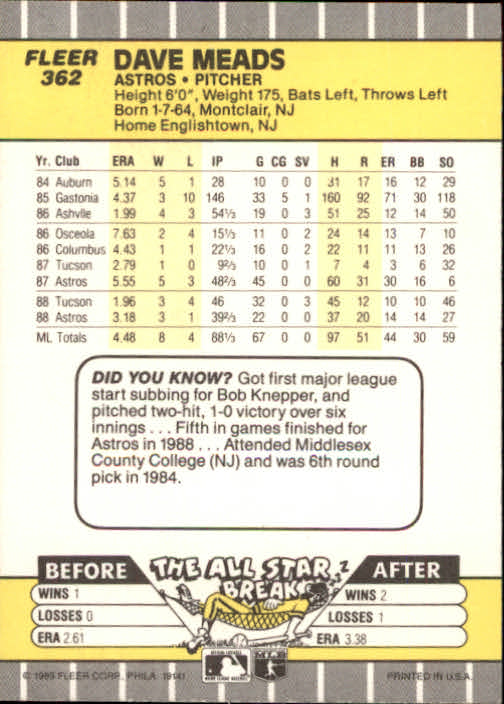 FLEER
362
DAVE MEADS
ASTROS • PITCHER
Height 6'0", Weight 175, Bats Left, Throws Left
Born 1-7-64, Montclair, NJ
Home Englishtown, NJ
Yr. Club ERA W L IP G CG SV H R ER BB SO
84 Auburn 5.14 5 1 28 10 0 0 31 17 16 12 29
85 Gastonia 4.37 3 10 146 33 5 1 160 92 71 30 118
86 Ashvlle 1.99 4 3 54⅓ 19 0 3 51 25 12 14 50
86 Osceola 7.63 2 4 15⅓ 11 0 2 24 14 13 7 10
86 Columbus 4.43 1 1 22⅓ 16 0 2 22 11 11 13 26
87 Tucson 2.79 1 0 9⅔ 10 0 1 7 4 3 6 32
87 Astros 5.55 5 3 48⅔ 45 0 0 60 31 30 16 6
88 Tucson 1.96 3 4 46 32 0 3 45 12 10 10 46
88 Astros 3.18 3 1 39⅔ 22 0 0 37 20 14 14 27
ML Totals 4.48 8 4 88⅓ 67 0 0 97 51 44 30 59
DID YOU KNOW? Got first major league
start subbing for Bob Knepper, and
pitched two-hit, 1-0 victory over six
innings . . . Fifth in games finished for
Astros in 1988 . . . Attended Middlesex
County College (NJ) and was 6th round
pick in 1984.
BEFORE THE ALL STAR BREAK AFTER
WINS 1 WINS 2
LOSSES 0 LOSSES 1
ERA 2.61 ERA 3.38
© 1989 FLEER CORP., PHILA. 19141 PRINTED IN U.S.A.